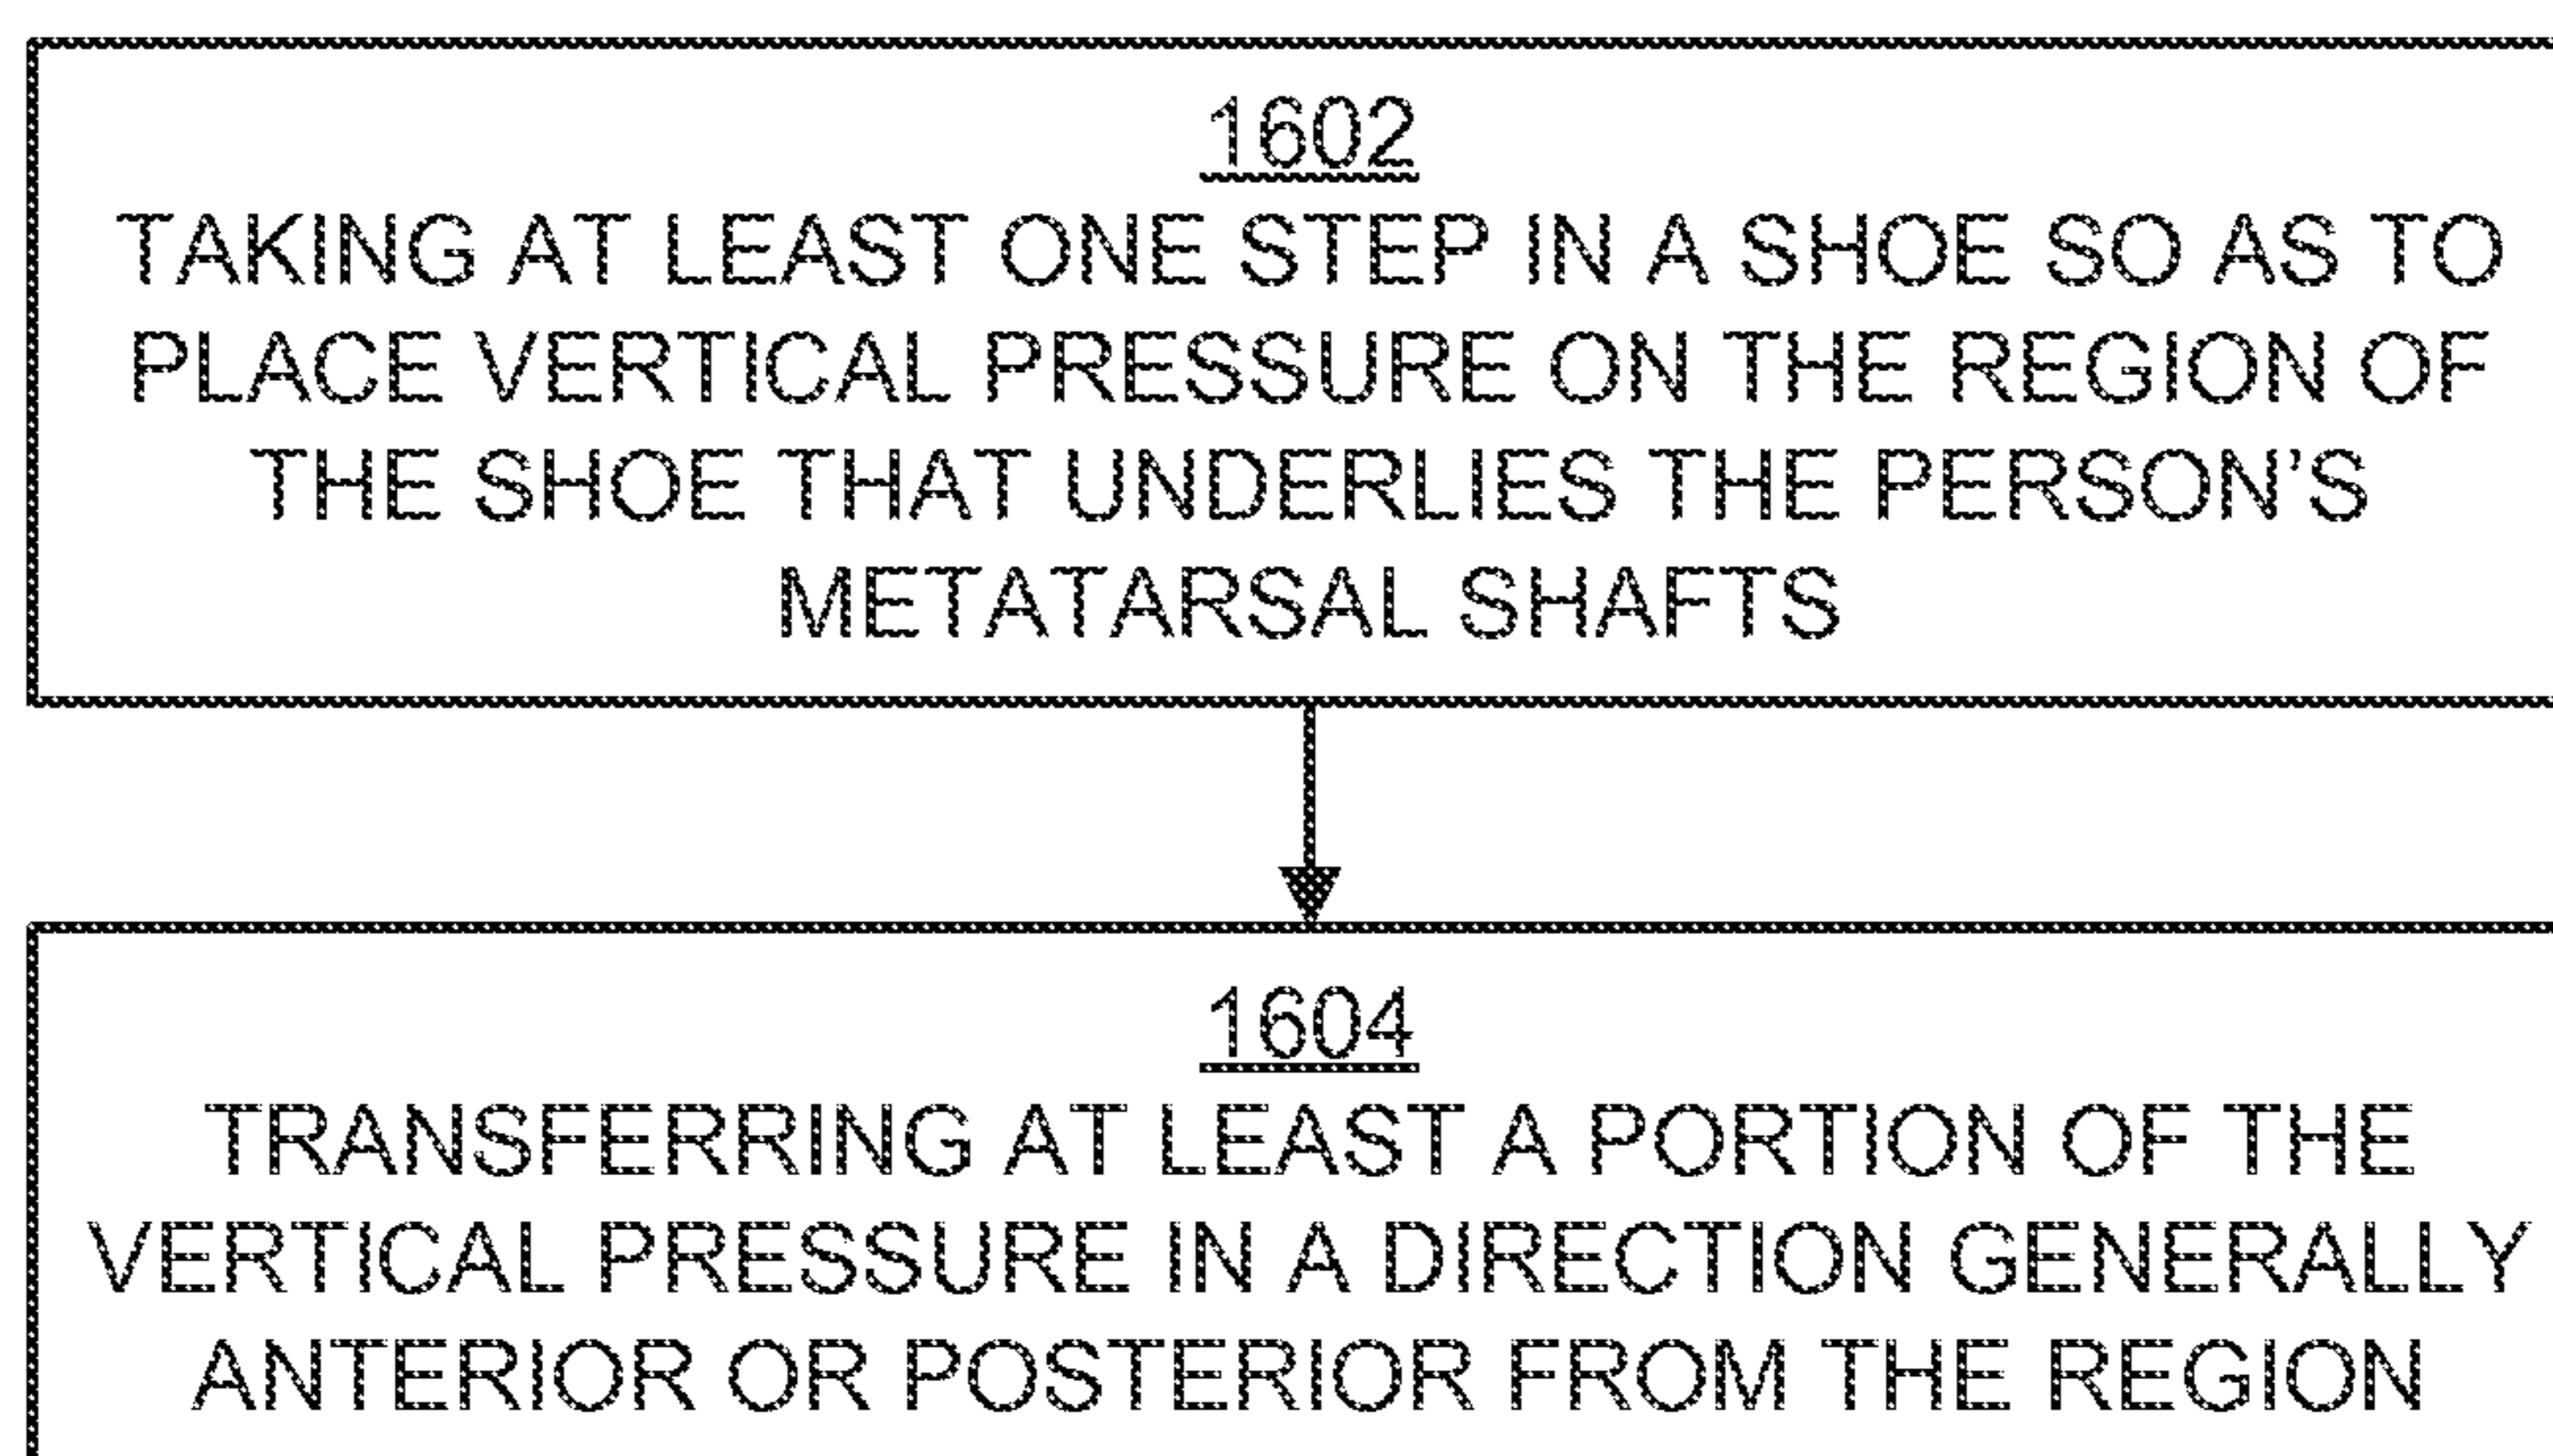 1602
TAKING AT LEAST ONE STEP IN A SHOE SO AS TO
PLACE VERTICAL PRESSURE ON THE REGION OF
THE SHOE THAT UNDERLIES THE PERSON'S
METATARSAL SHAFTS
1604
TRANSFERRING AT LEAST A PORTION OF THE
VERTICAL PRESSURE IN A DIRECTION GENERALLY
ANTERIOR OR POSTERIOR FROM THE REGION